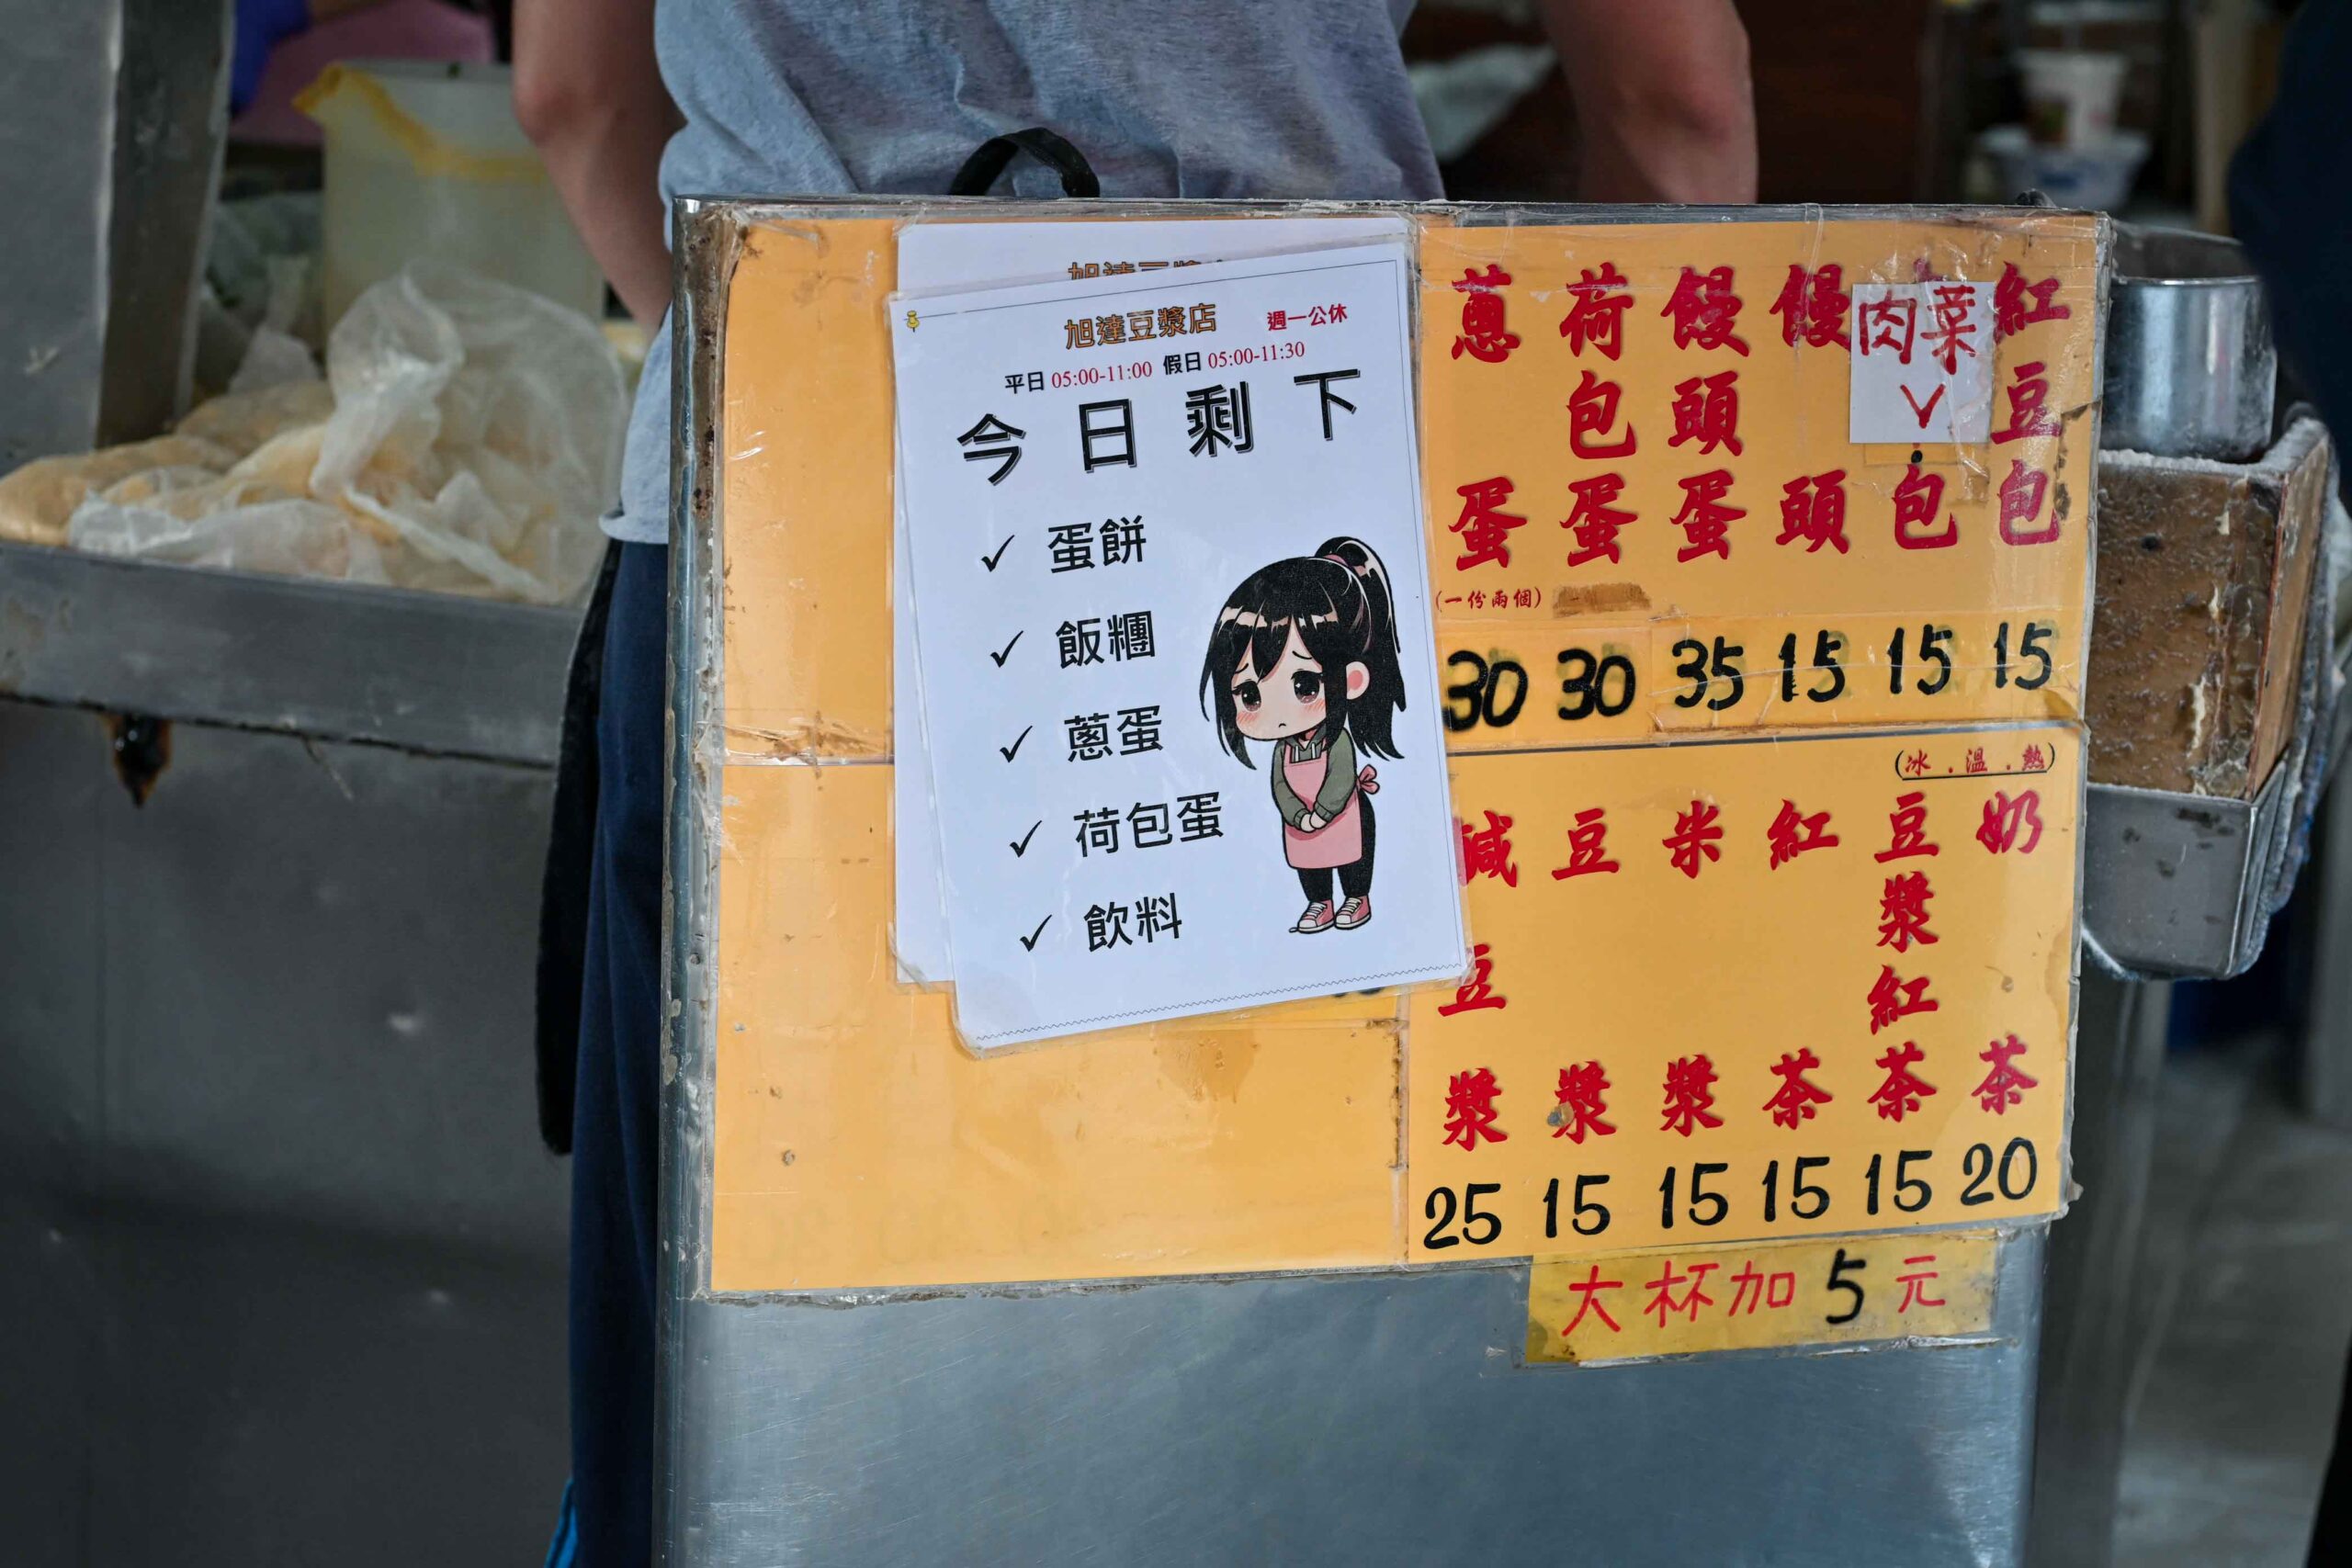 旭達豆漿店 週一公休
平日 05:00-11:00 假日 05:00-11:30
今日剩下
✓ 蛋餅
✓ 飯糰
✓ 蔥蛋
✓ 荷包蛋
✓ 飲料
紅豆包 15
肉 菜
∨
包 15
饅頭 15
饅頭蛋 35
荷包蛋 30
蔥蛋 (一份兩個) 30
(冰.溫.熱)
奶茶 20
豆漿紅茶 15
紅茶 15
米漿 15
豆漿 15
鹹豆漿 25
大杯加5元